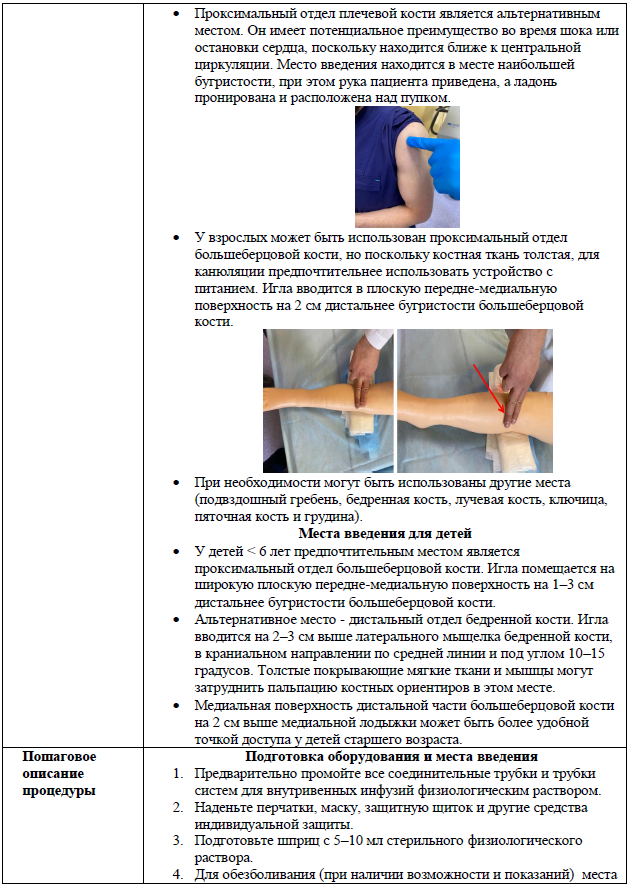 Проксимальный отдел плечевой кости является альтернативным
местом. Он имеет потенциальное преимущество во время шока или
остановки сердца, поскольку находится ближе к центральной
циркуляции. Место введения находится в месте наибольшей
бугристости, при этом рука пациента приведена, а ладонь
пронирована и расположена над пупком.
У взрослых может быть использован проксимальный отдел
большеберцовой кости, но поскольку костная ткань толстая, для
канюляции предпочтительнее использовать устройство с
питанием. Игла вводится в плоскую передне-медиальную
поверхность на 2 см дистальнее бугристости большеберцовой
кости.
При необходимости могут быть использованы другие места
(подвздошный гребень, бедренная кость, лучевая кость, ключица,
пяточная кость и грудина).
Места введения для детей
У детей < 6 лет предпочтительным местом является
проксимальный отдел большеберцовой кости. Игла помещается на
широкую плоскую передне-медиальную поверхность на 1–3 см
дистальнее бугристости большеберцовой кости.
Альтернативное место - дистальный отдел бедренной кости. Игла
вводится на 2–3 см выше латерального мыщелка бедренной кости,
в краниальном направлении по средней линии и под углом 10–15
градусов. Толстые покрывающие мягкие ткани и мышцы могут
затруднить пальпацию костных ориентиров в этом месте.
Медиальная поверхность дистальной части большеберцовой кости
на 2 см выше медиальной лодыжки может быть более удобной
точкой доступа у детей старшего возраста.
Пошаговое
описание
процедуры
Подготовка оборудования и места введения
1. Предварительно промойте все соединительные трубки и трубки
систем для внутривенных инфузий физиологическим раствором.
2. Наденьте перчатки, маску, защитную щиток и другие средства
индивидуальной защиты.
3. Подготовьте шприц с 5–10 мл стерильного физиологического
раствора.
4. Для обезболивания (при наличии возможности и показаний) места